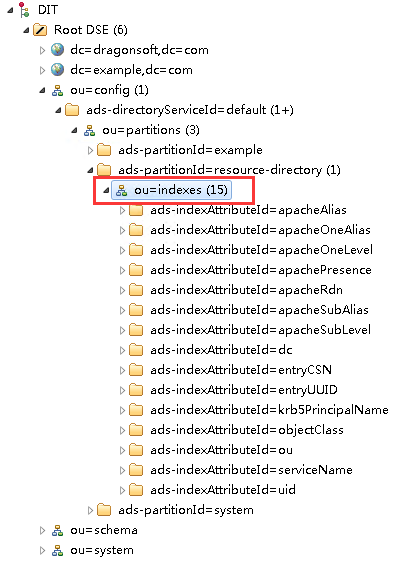 DIT
Root DSE (6)
dc=dragonsoft,dc=com
dc=example,dc=com
ou=config (1)
ads-directoryServiceId=default (1+)
ou=partitions (3)
ads-partitionId=example
ads-partitionId=resource-directory (1)
ou=indexes (15)
ads-indexAttributeId=apacheAlias
ads-indexAttributeId=apacheOneAlias
ads-indexAttributeId=apacheOneLevel
ads-indexAttributeId=apachePresence
ads-indexAttributeId=apacheRdn
ads-indexAttributeId=apacheSubAlias
ads-indexAttributeId=apacheSubLevel
ads-indexAttributeId=dc
ads-indexAttributeId=entryCSN
ads-indexAttributeId=entryUUID
ads-indexAttributeId=krb5PrincipalName
ads-indexAttributeId=objectClass
ads-indexAttributeId=ou
ads-indexAttributeId=serviceName
ads-indexAttributeId=uid
ads-partitionId=system
ou=schema
ou=system